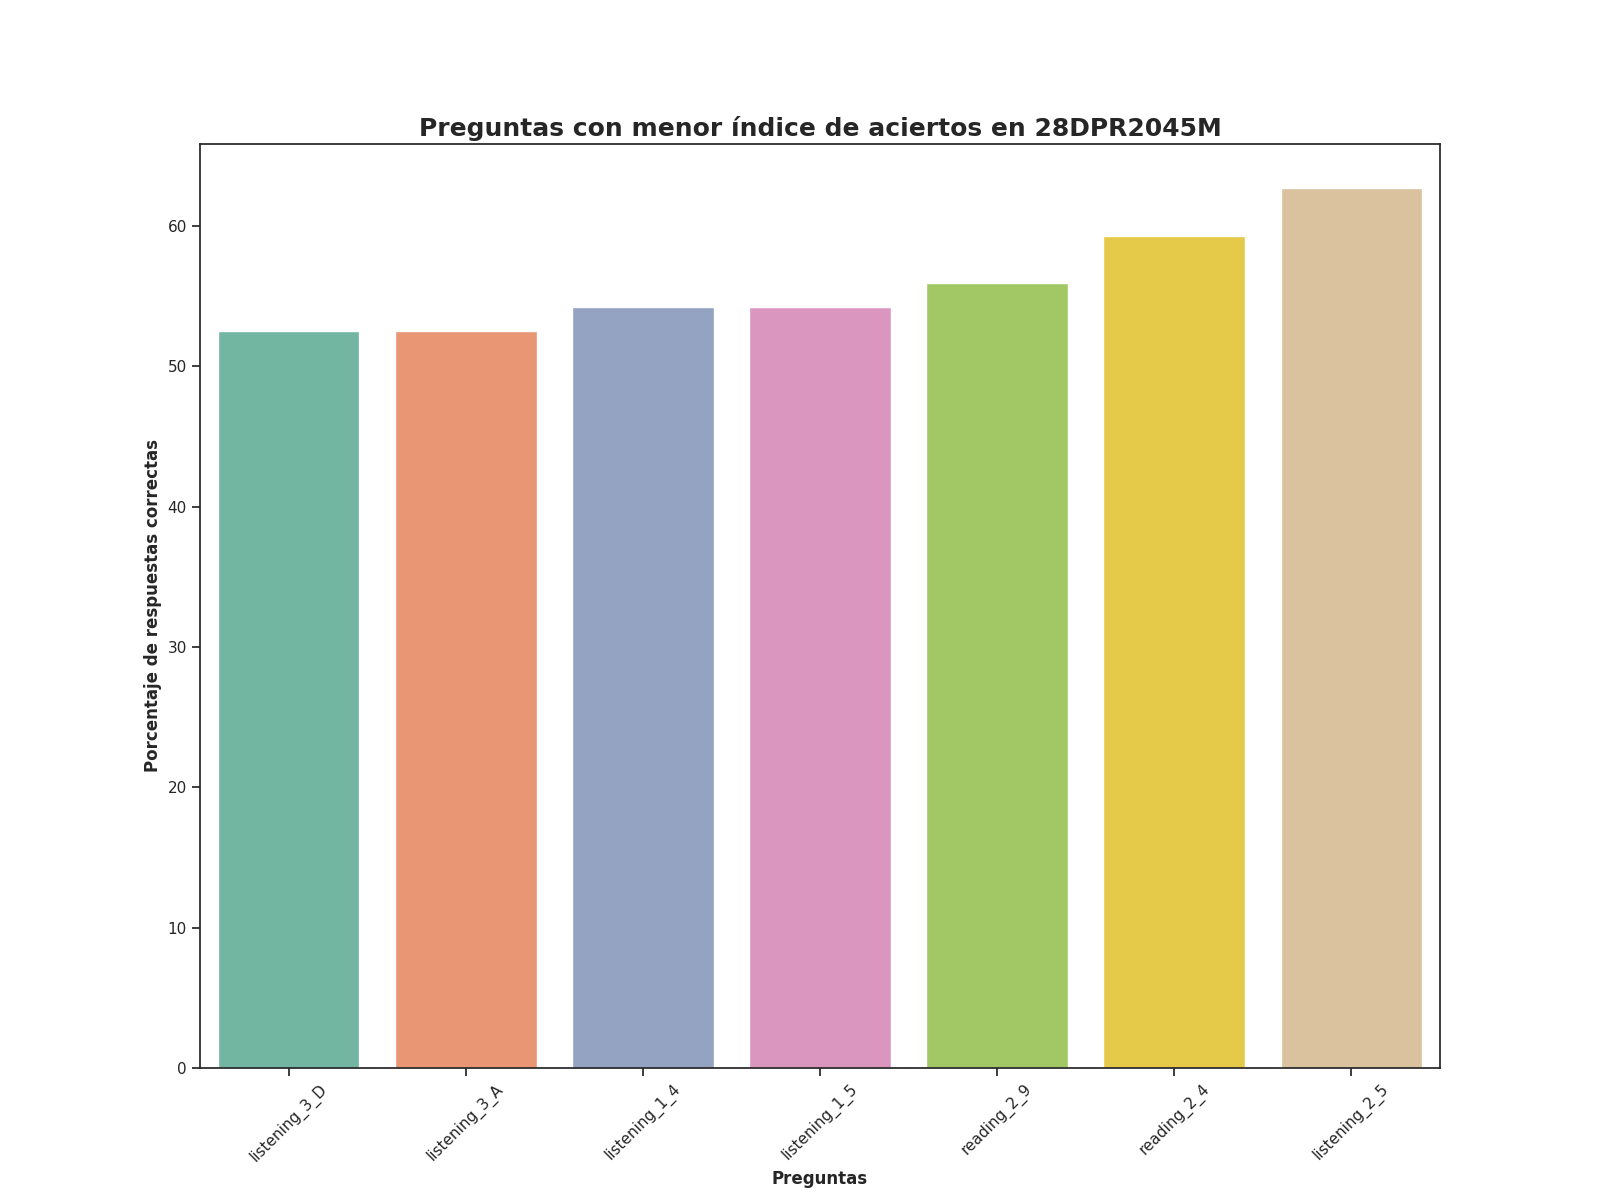 Preguntas con menor índice de aciertos en 28DPR2045M
Porcentaje de respuestas correctas
60
50
40
30
20
10
0
listening_3_D
listening_3_A
listening_1_4
listening_1_5
reading_2_9
reading_2_4
listening_2_5
Preguntas